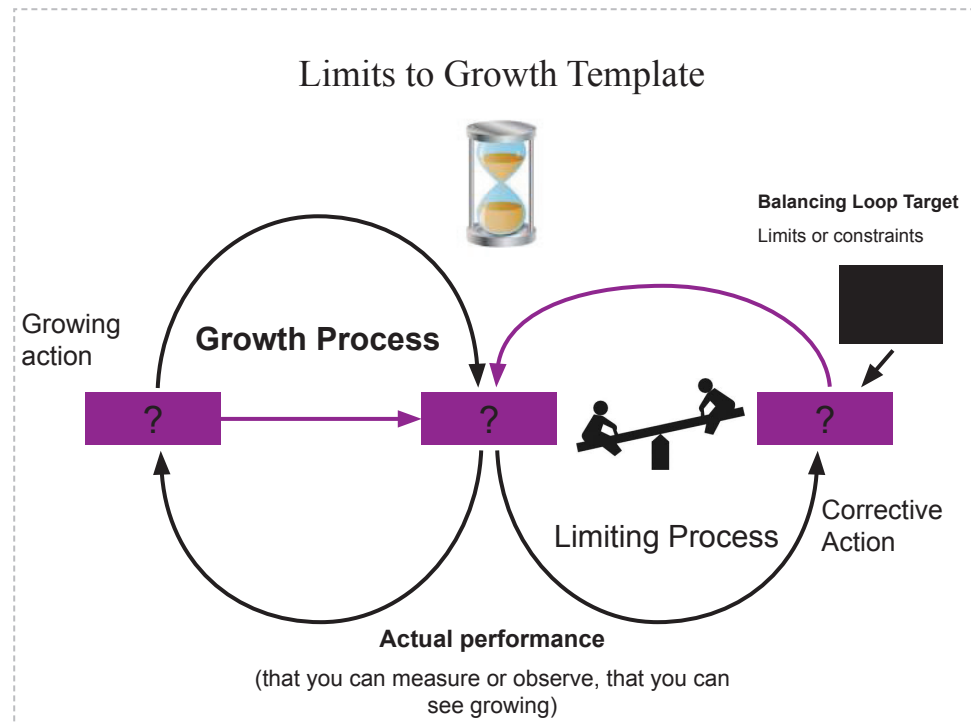 Limits to Growth Template
Balancing Loop Target
Limits or constraints
Growing
action
Growth Process
?
?
?
Limiting Process
Corrective
Action
Actual performance
(that you can measure or observe, that you can
see growing)